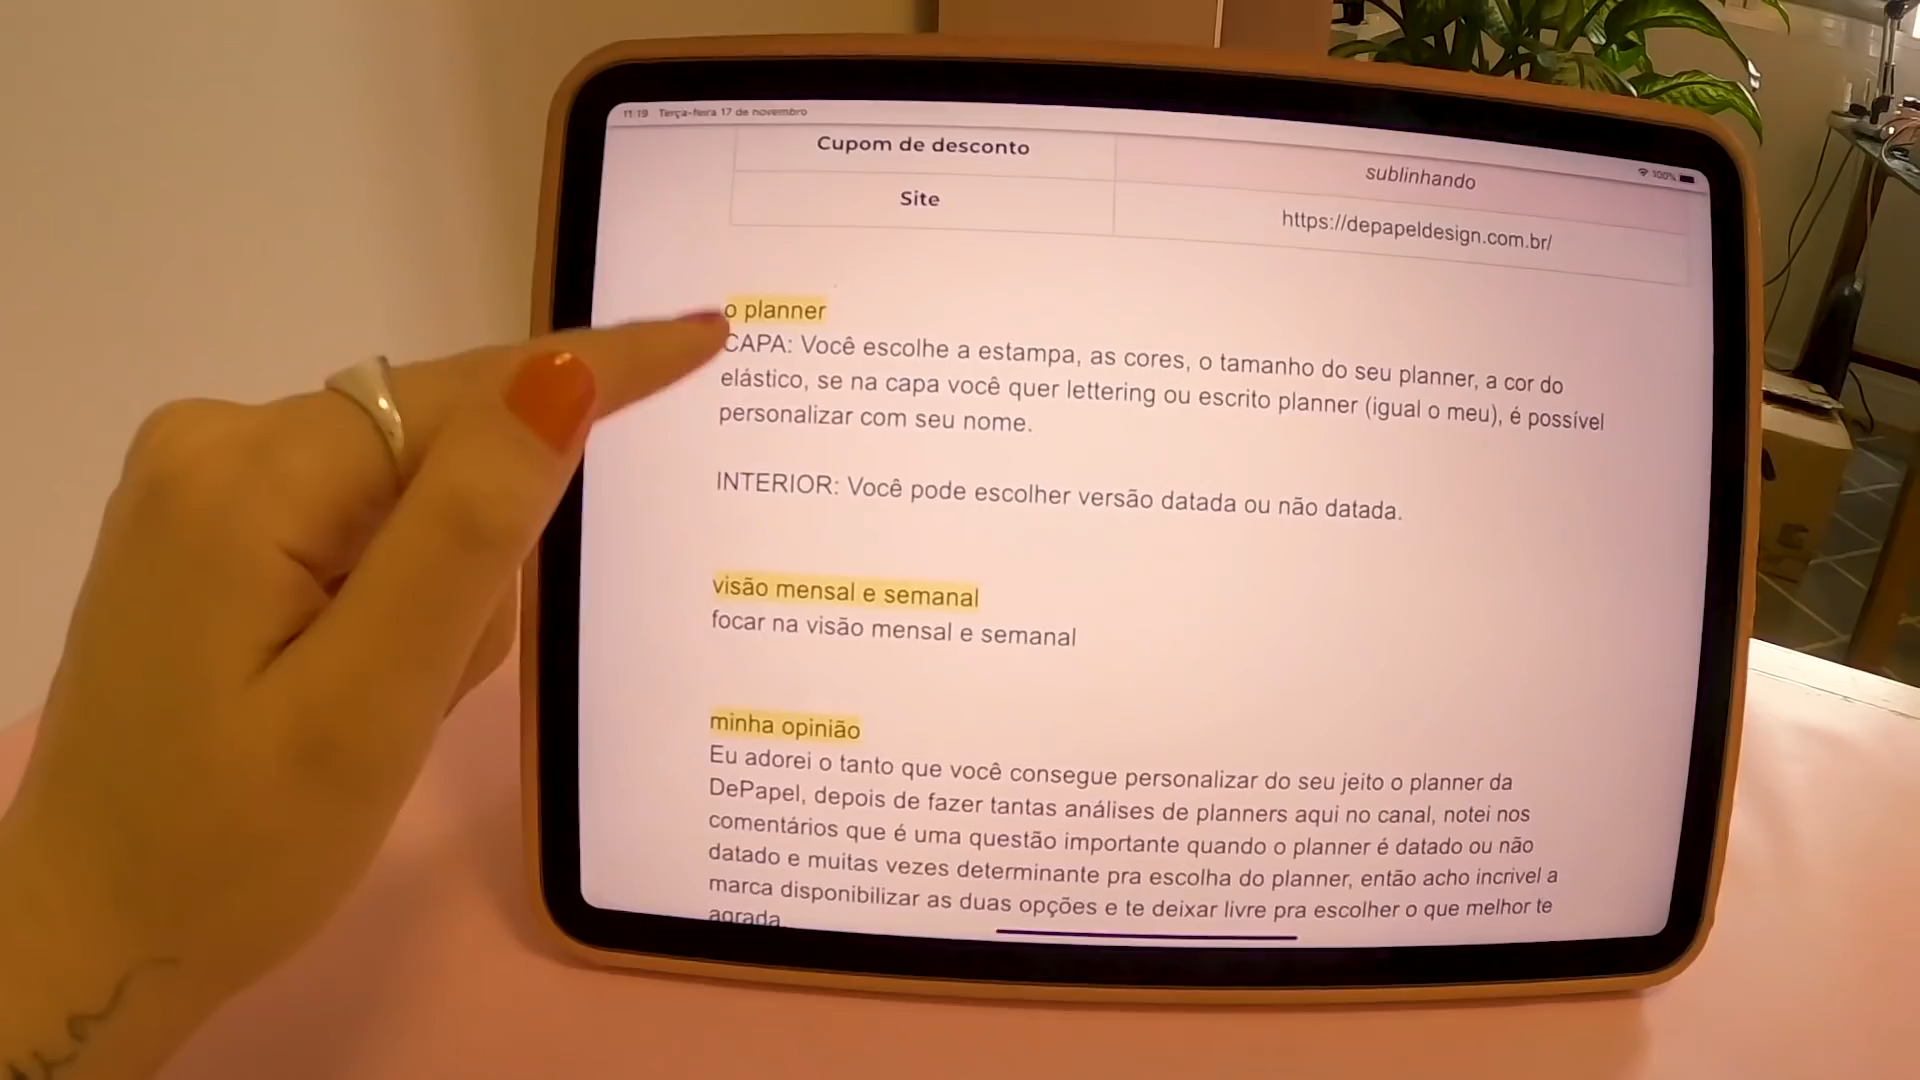 11:19 Terça-feira 17 de novembro
100%
Cupom de desconto
sublinhando
Site
https://depapeldesign.com.br/
o planner
CAPA: Você escolhe a estampa, as cores, o tamanho do seu planner, a cor do
elástico, se na capa você quer lettering ou escrito planner (igual o meu), é possível
personalizar com seu nome.
INTERIOR: Você pode escolher versão datada ou não datada.
visão mensal e semanal
focar na visão mensal e semanal
minha opinião
Eu adorei o tanto que você consegue personalizar do seu jeito o planner da
DePapel, depois de fazer tantas análises de planners aqui no canal, notei nos
comentários que é uma questão importante quando o planner é datado ou não
datado e muitas vezes determinante pra escolha do planner, então acho incrivel a
marca disponibilizar as duas opções e te deixar livre pra escolher o que melhor te
agrada.